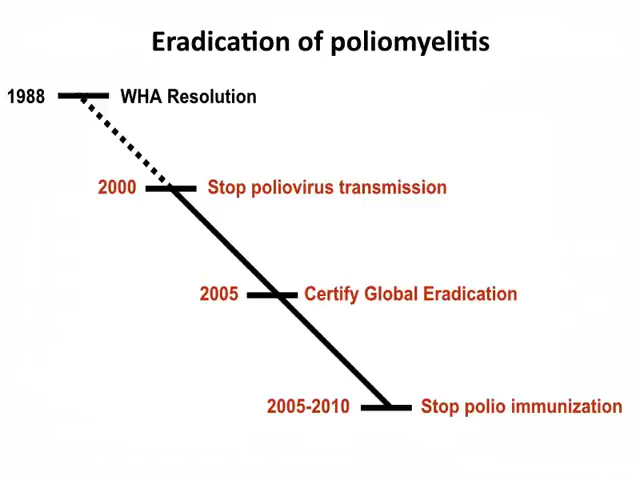 Eradication of poliomyelitis
1988 WHA Resolution
2000 Stop poliovirus transmission
2005 Certify Global Eradication
2005-2010 Stop polio immunization